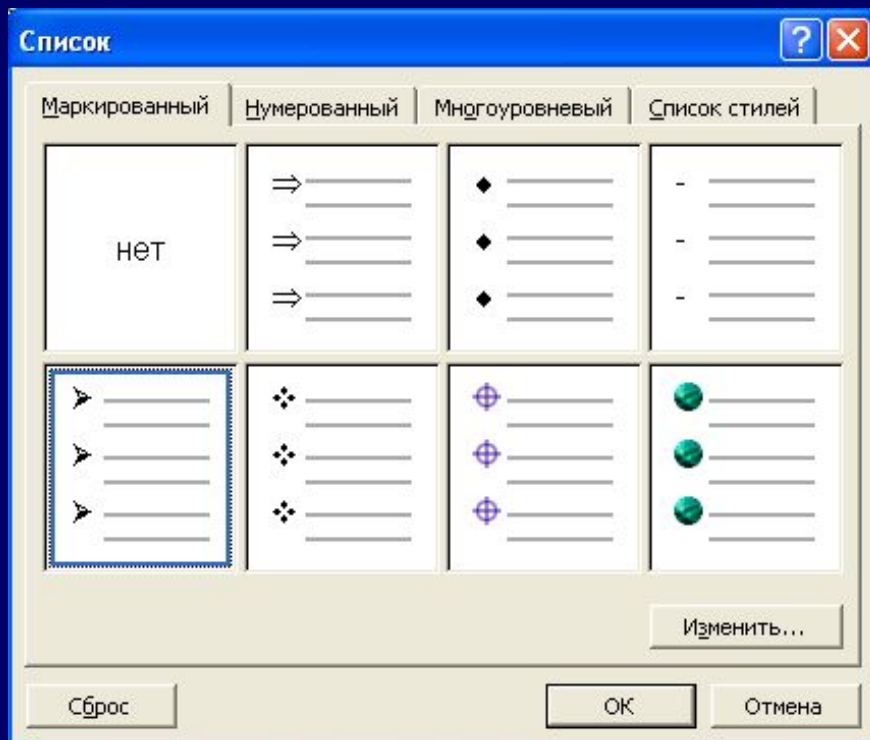 Список
Маркированный Нумерованный Многоуровневый Список стилей
нет
Изменить...
Сброс ОК Отмена